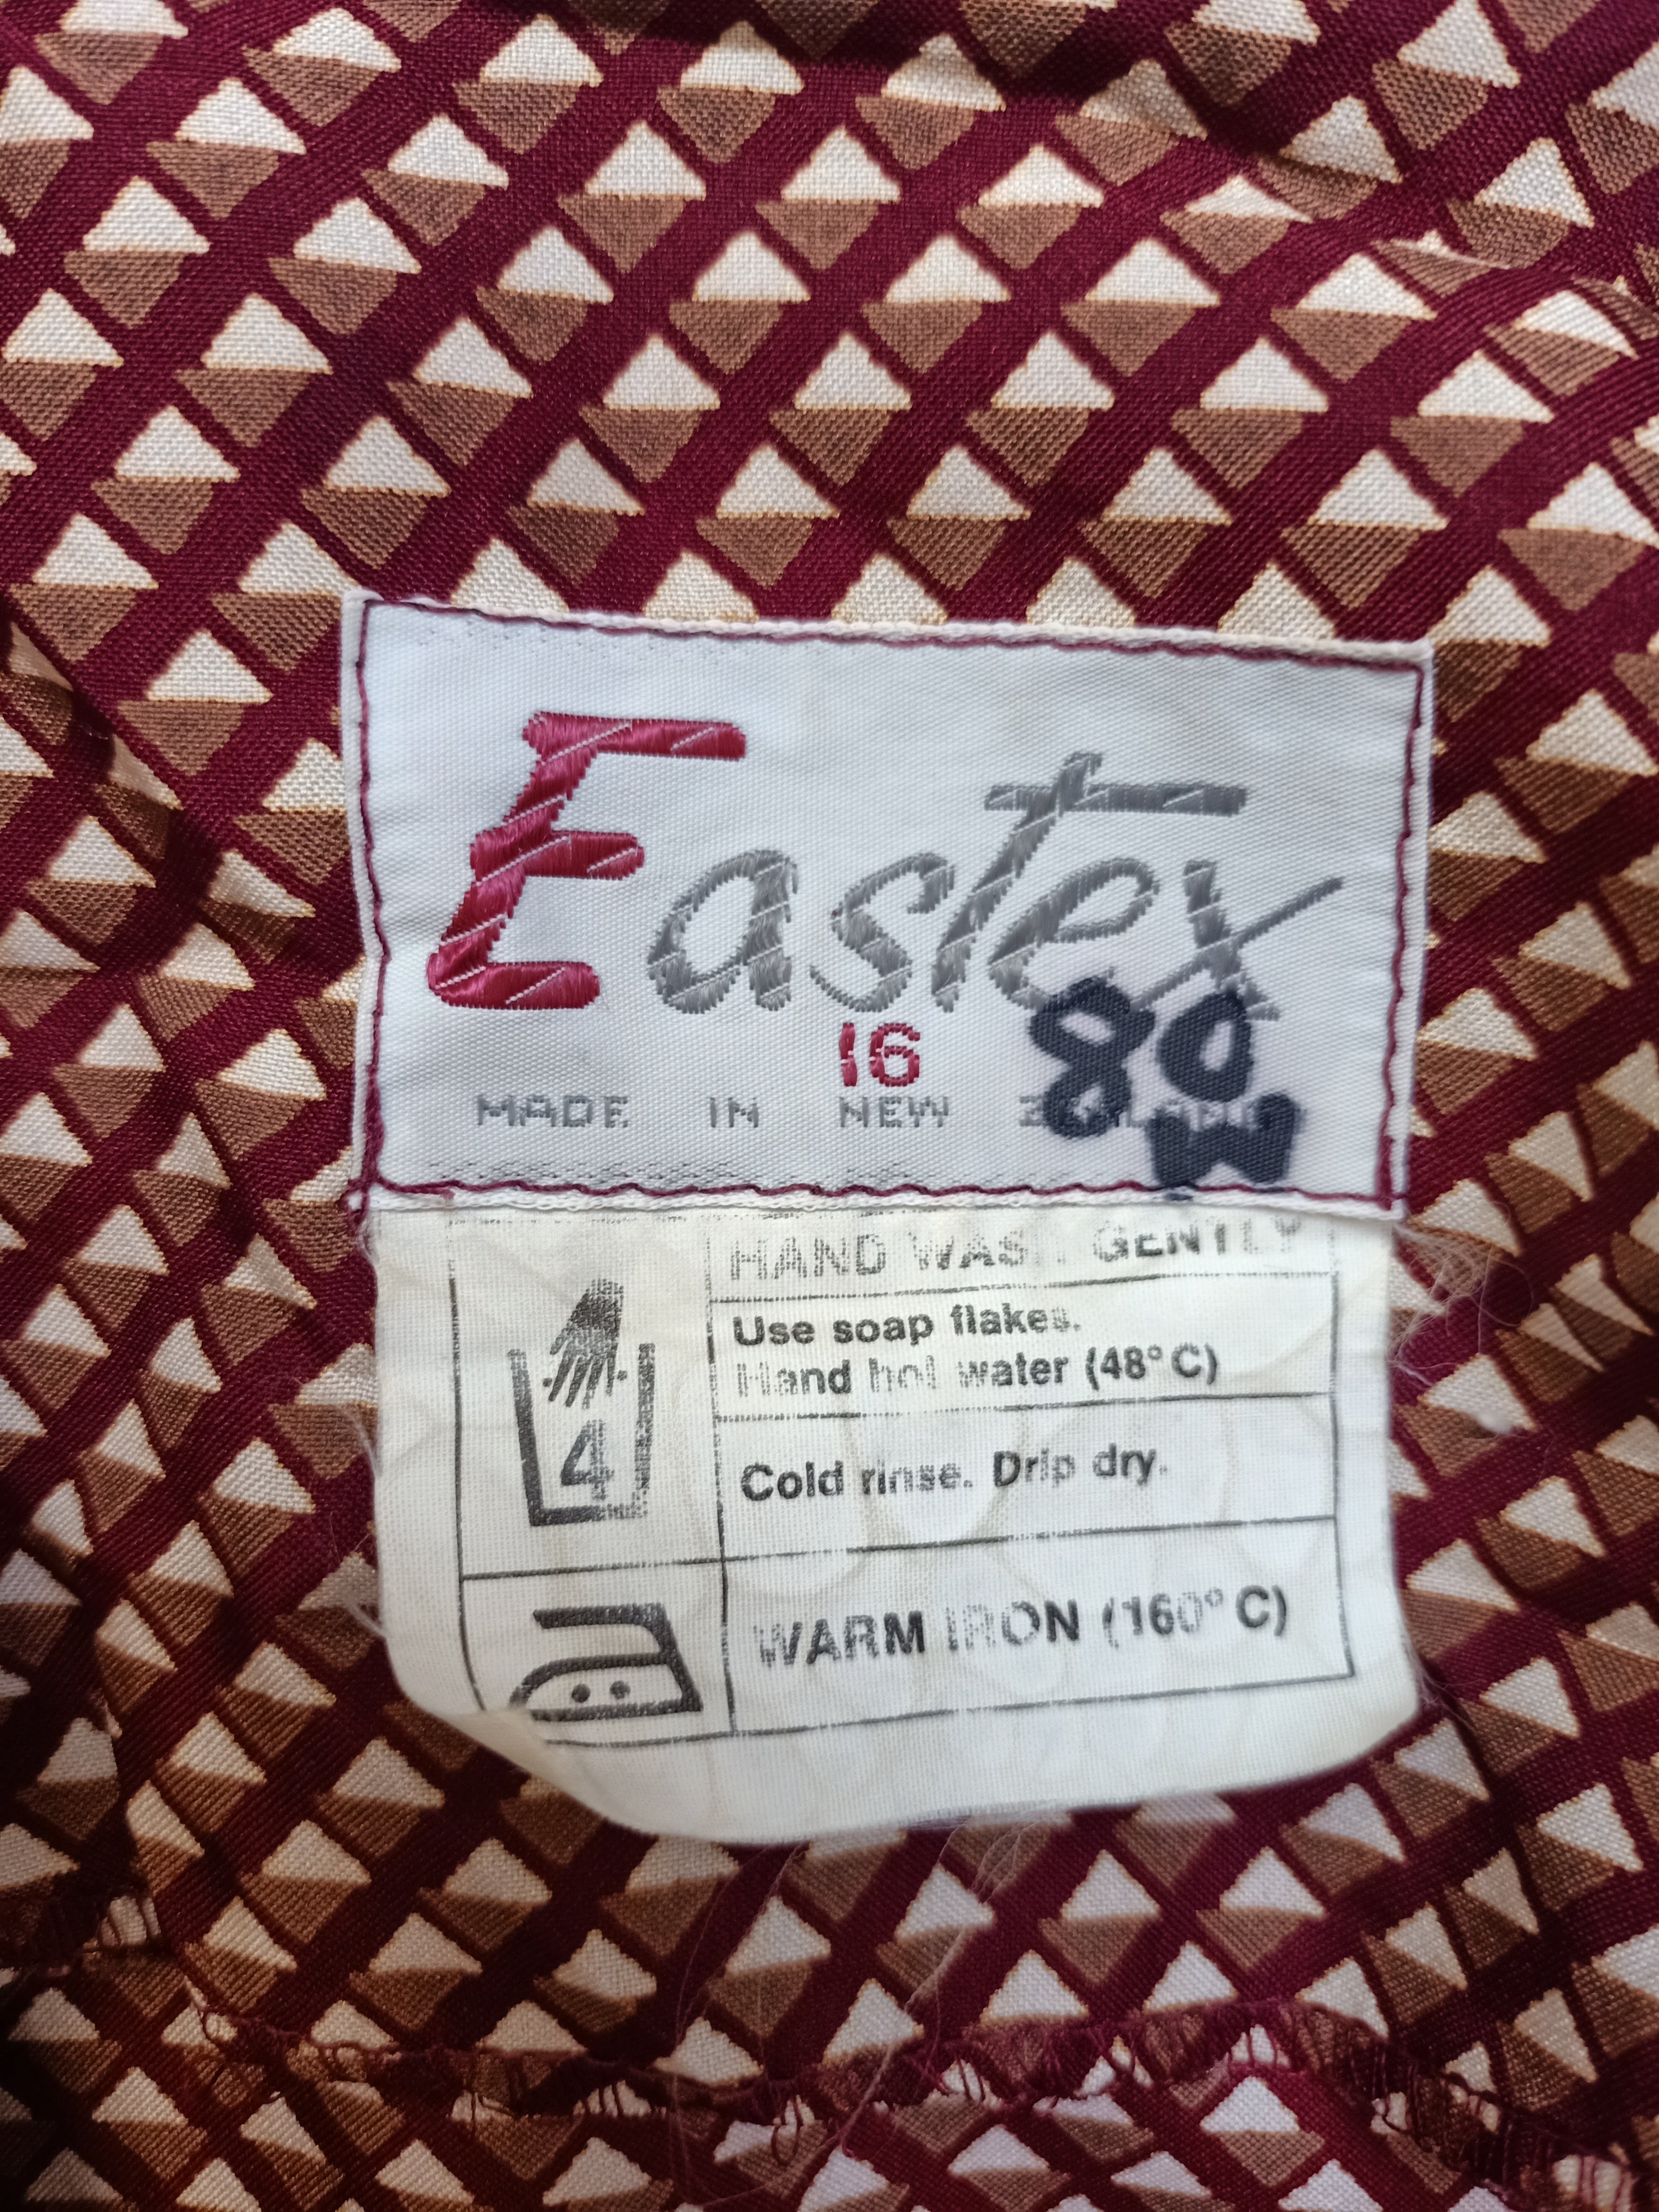 Eastex
16
80
MADE IN NEW ZEALAND
W
HAND WASH GENTLY
Use soap flakes.
Hand hot water (48°C)
4
Cold rinse. Drip dry.
WARM IRON (160°C)